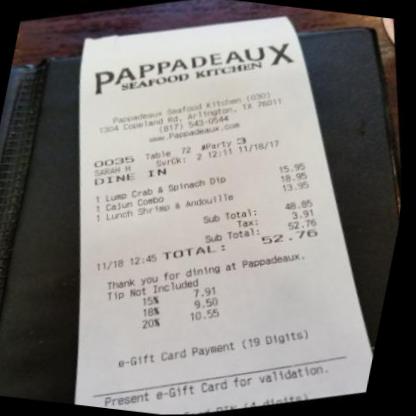 PAPPADEAUX
SEAFOOD KITCHEN
Pappadeaux Seafood Kitchen (030)
1304 Copeland Rd, Arlington, TX 76011
(817) 543-0544
www.Pappadeaux.com
0035 Table 72 #Party 3
SARAH M SvrCk: 2 12:11 11/18/17
DINE IN
1 Lump Crab & Spinach Dip 15.95
1 Cajun Combo 18.95
1 Lunch Shrimp & Andouille 13.95
Sub Total: 48.85
Tax: 3.91
Sub Total: 52.76
11/18 12:45 TOTAL: 52.76
Thank you for dining at Pappadeaux.
Tip Not Included
15% 7.91
18% 9.50
20% 10.55
e-Gift Card Payment (19 Digits)
Present e-Gift Card for validation.